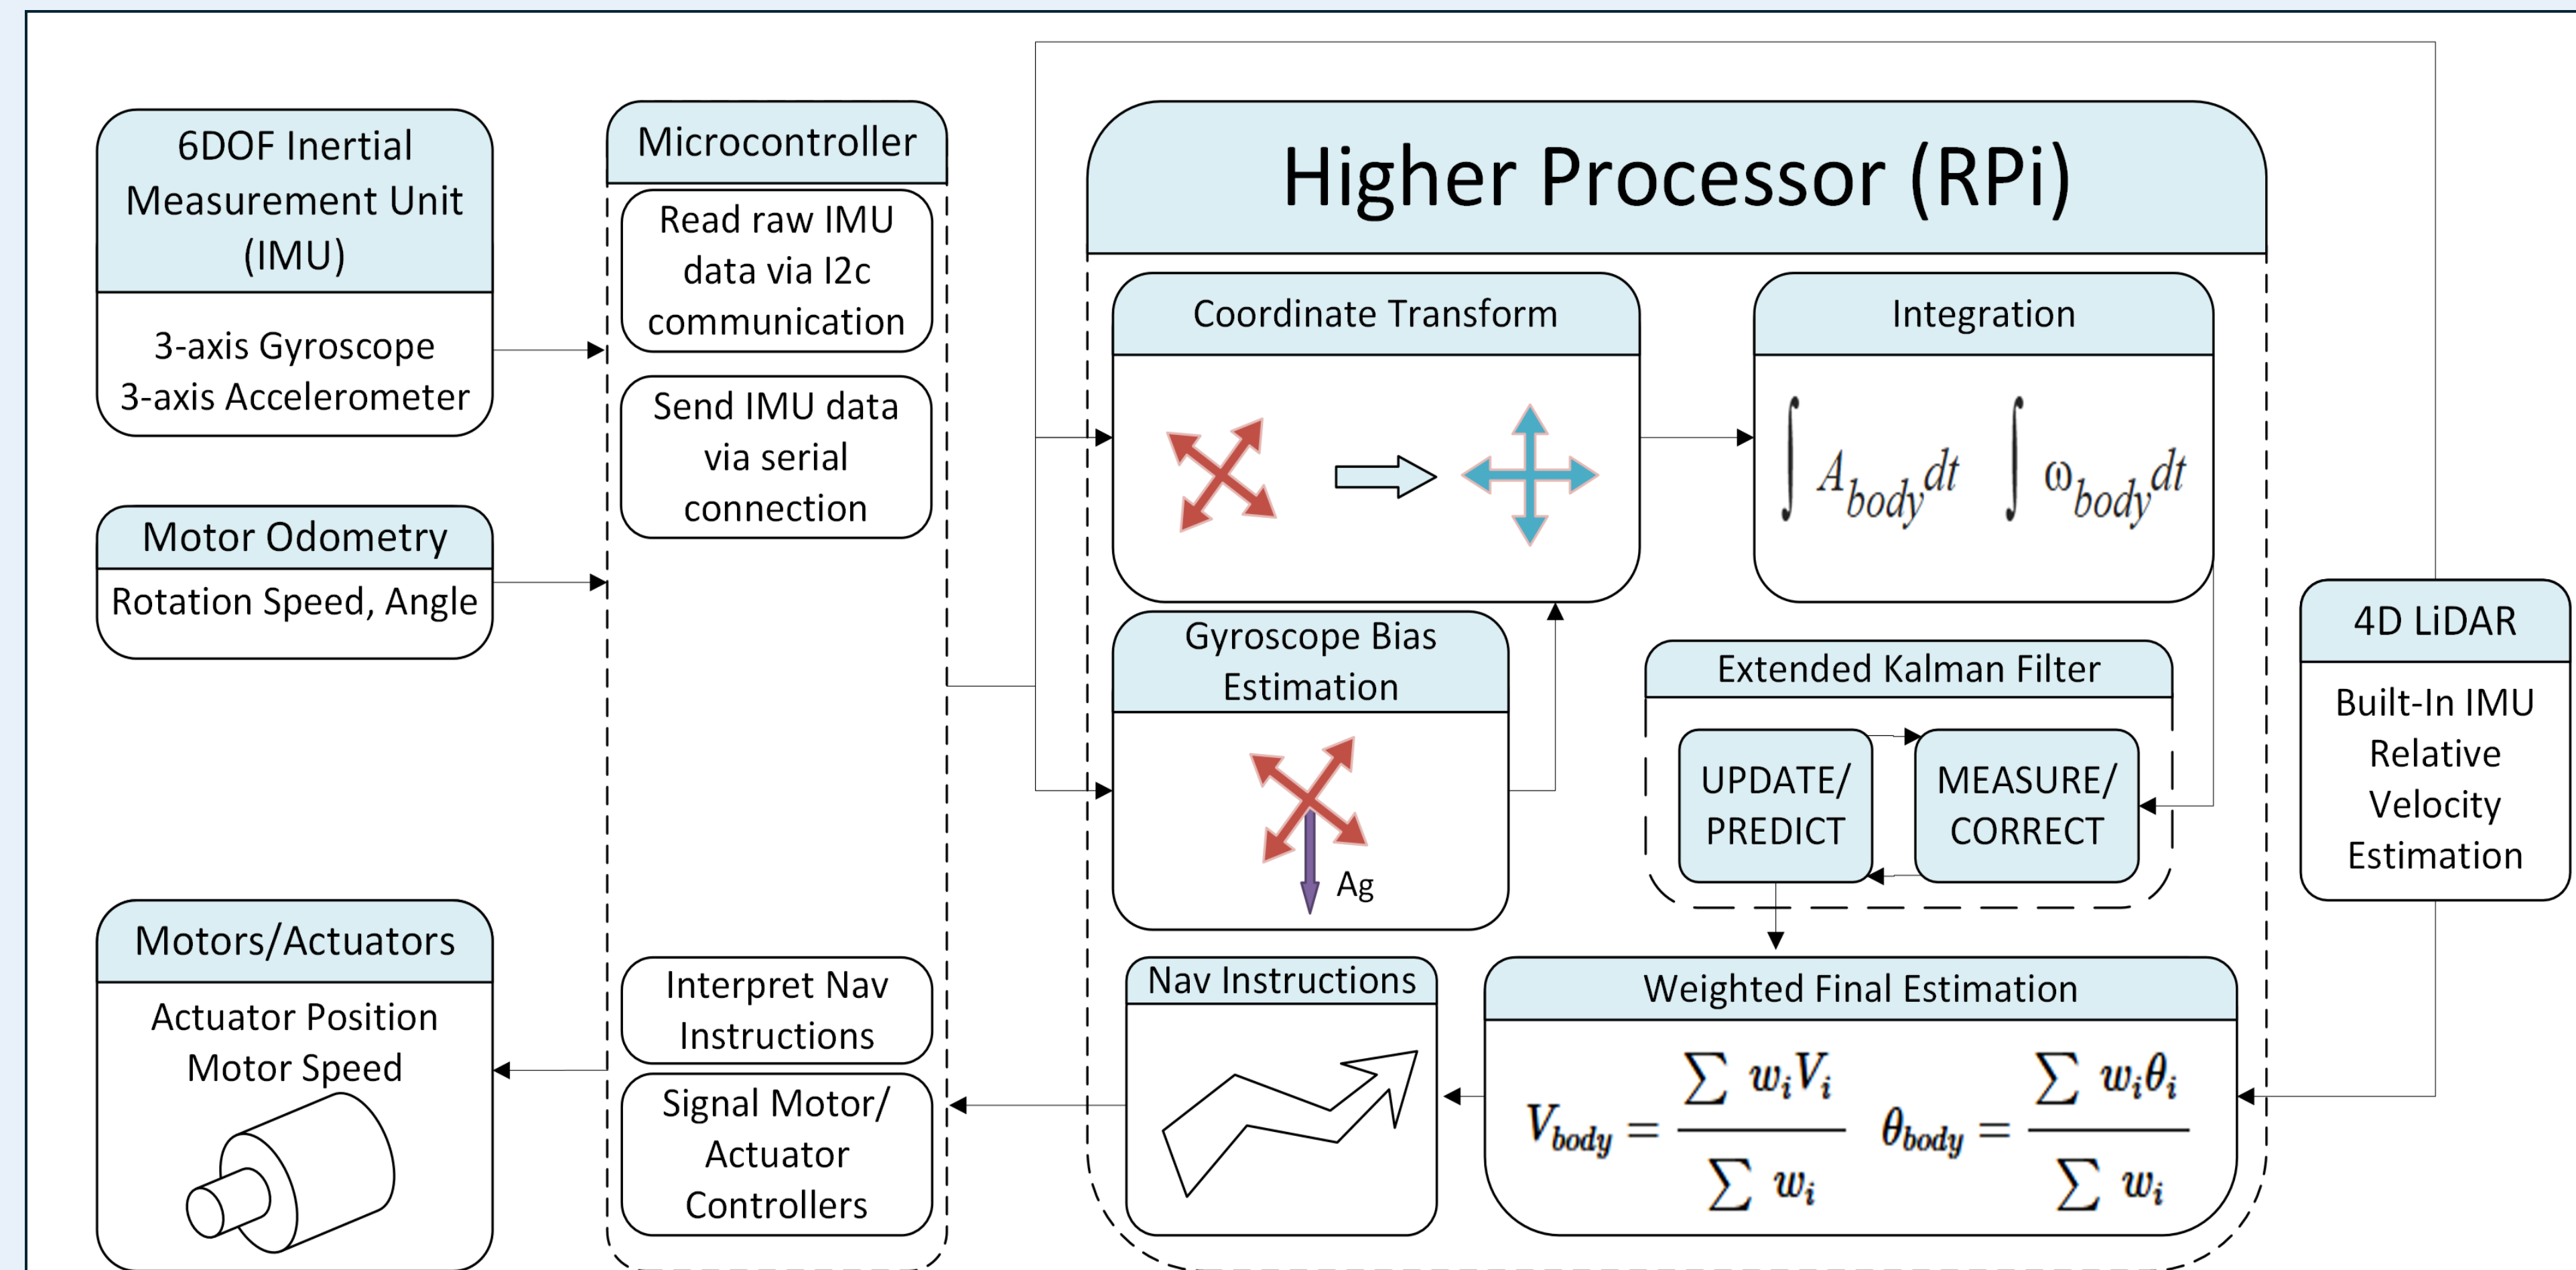 6DOF Inertial
Measurement Unit
(IMU)
3-axis Gyroscope
3-axis Accelerometer
Motor Odometry
Rotation Speed, Angle
Motors/Actuators
Actuator Position
Motor Speed
Microcontroller
Read raw IMU
data via I2c
communication
Send IMU data
via serial
connection
Interpret Nav
Instructions
Signal Motor/
Actuator
Controllers
Higher Processor (RPi)
Coordinate Transform
Integration
∫ A_body dt ∫ ω_body dt
Gyroscope Bias
Estimation
Ag
Extended Kalman Filter
UPDATE/
PREDICT
MEASURE/
CORRECT
Nav Instructions
Weighted Final Estimation
V_body = ∑ w_i V_i / ∑ w_i θ_body = ∑ w_i θ_i / ∑ w_i
4D LiDAR
Built-In IMU
Relative
Velocity
Estimation